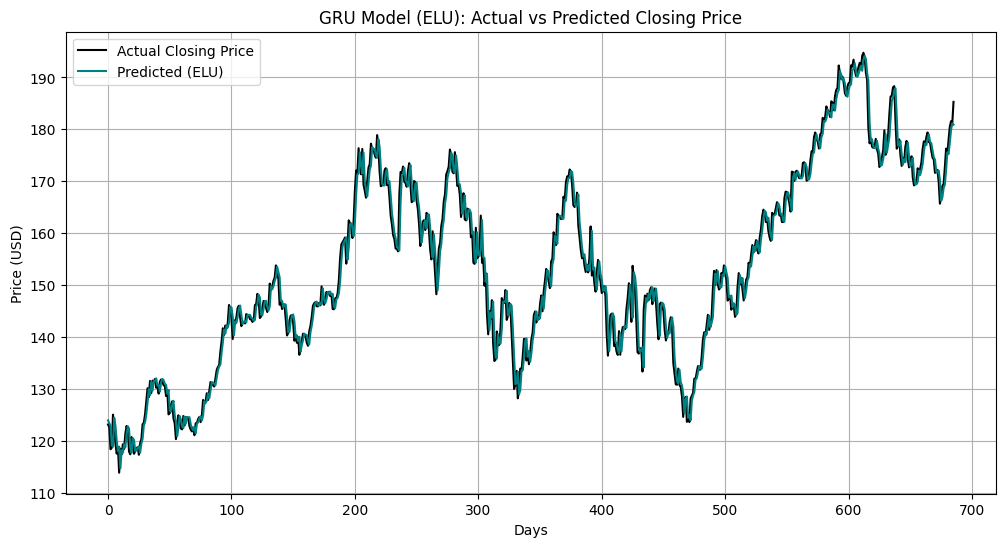 GRU Model (ELU): Actual vs Predicted Closing Price
Actual Closing Price
Predicted (ELU)
Price (USD)
190
180
170
160
150
140
130
120
110
0 100 200 300 400 500 600 700
Days